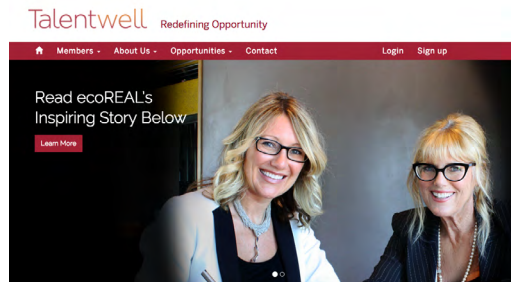 Talentwell Redefining Opportunity
Members About Us Opportunities Contact Login Sign up
Read ecoREAL's
Inspiring Story Below
Learn More